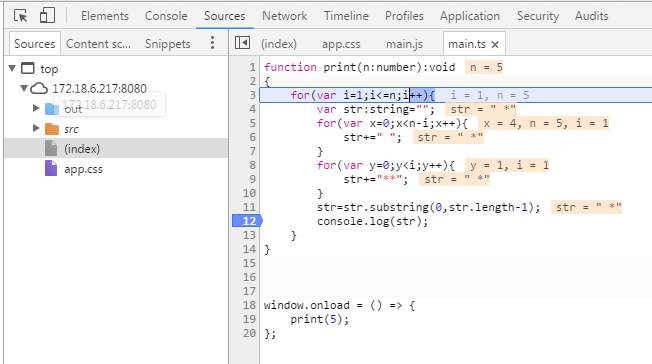 Elements Console Sources Network Timeline Profiles Application Security Audits
Sources Content sc... Snippets
(index) app.css main.js main.ts ×
top
172.18.6.217:8080
out
172.18.6.217:8080
src
(index)
app.css
1 function print(n:number):void n = 5
2 {
3 for(var i=1;i<=n;i++){ i = 1, n = 5
4 var str:string=""; str = " *"
5 for(var x=0;x<n-i;x++){ x = 4, n = 5, i = 1
6 str+=" "; str = " *"
7 }
8 for(var y=0;y<i;y++){ y = 1, i = 1
9 str+="**"; str = " *"
10 }
11 str=str.substring(0,str.length-1); str = " *"
12 console.log(str);
13 }
14 }
15
16
17
18 window.onload = () => {
19 print(5);
20 };